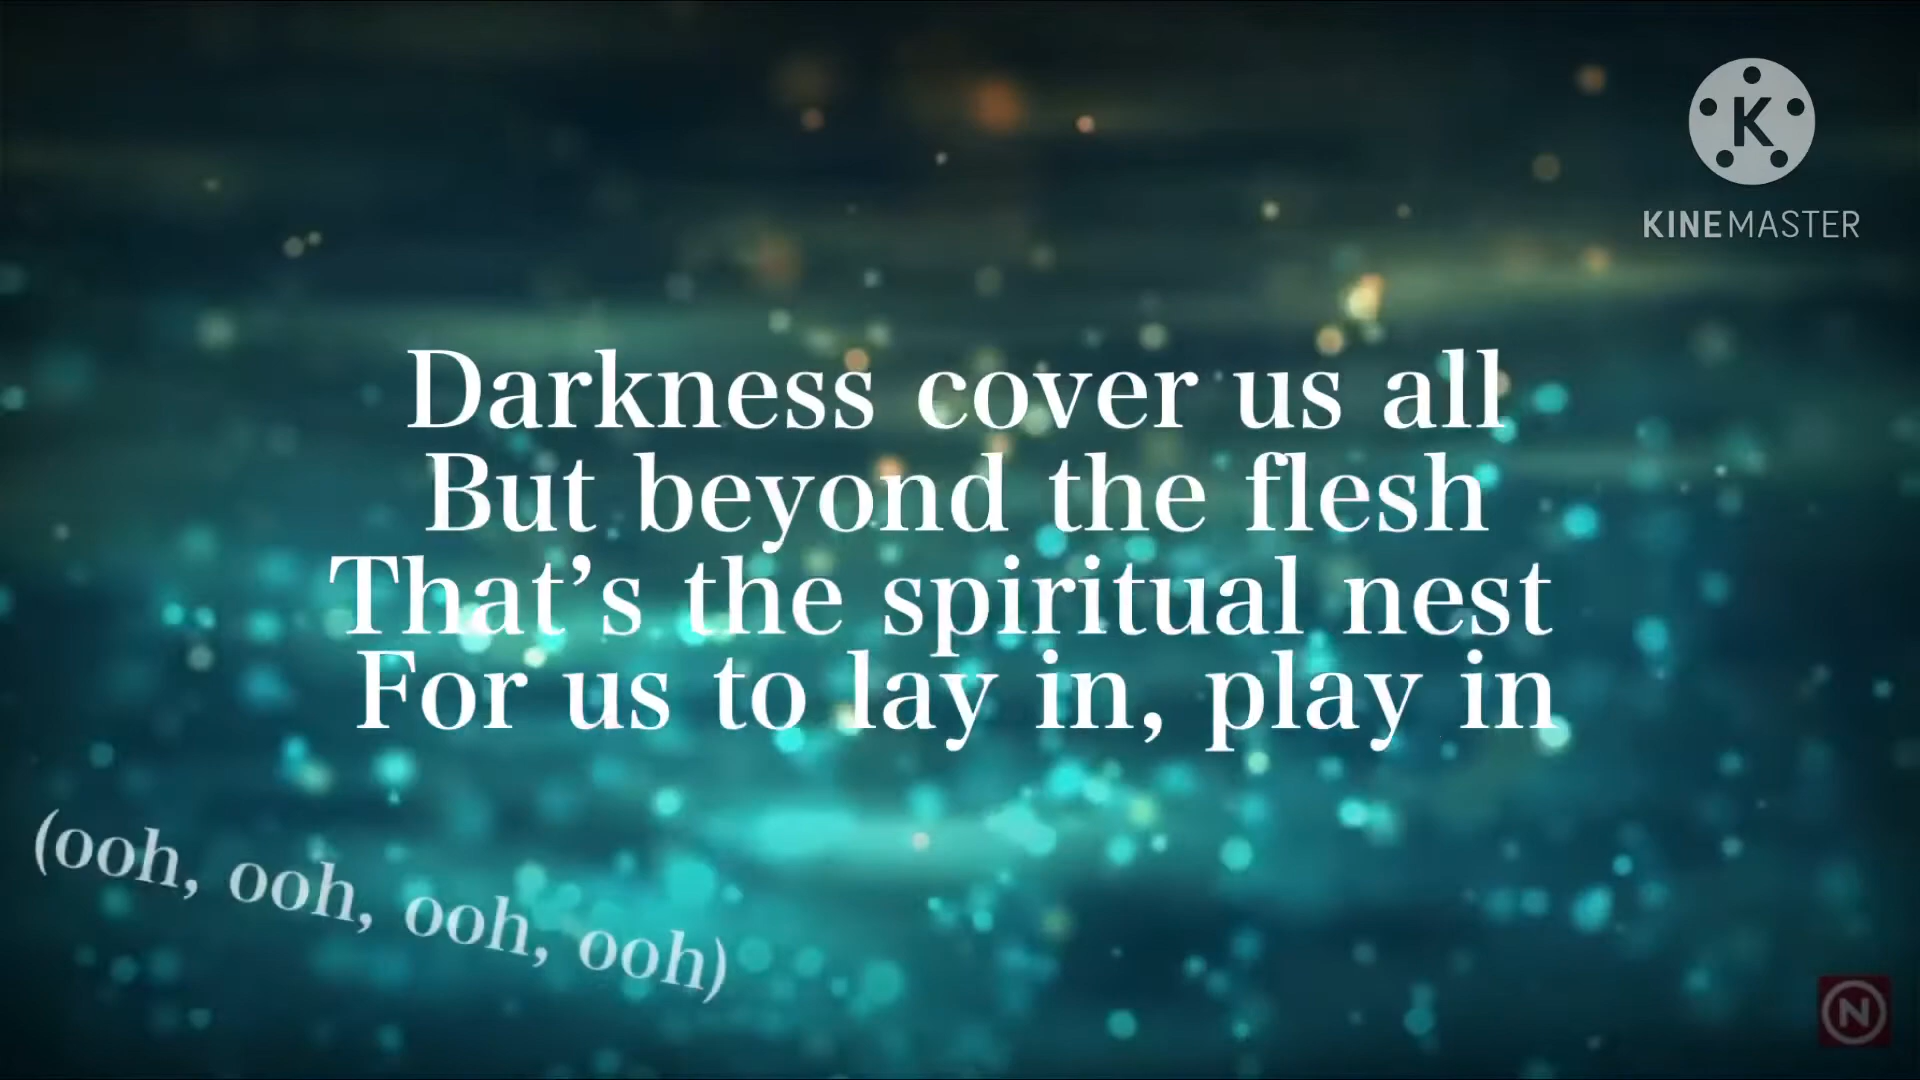 K
KINEMASTER
Darkness cover us all
But beyond the flesh
That's the spiritual nest
For us to lay in, play in
(ooh, ooh, ooh, ooh)
N